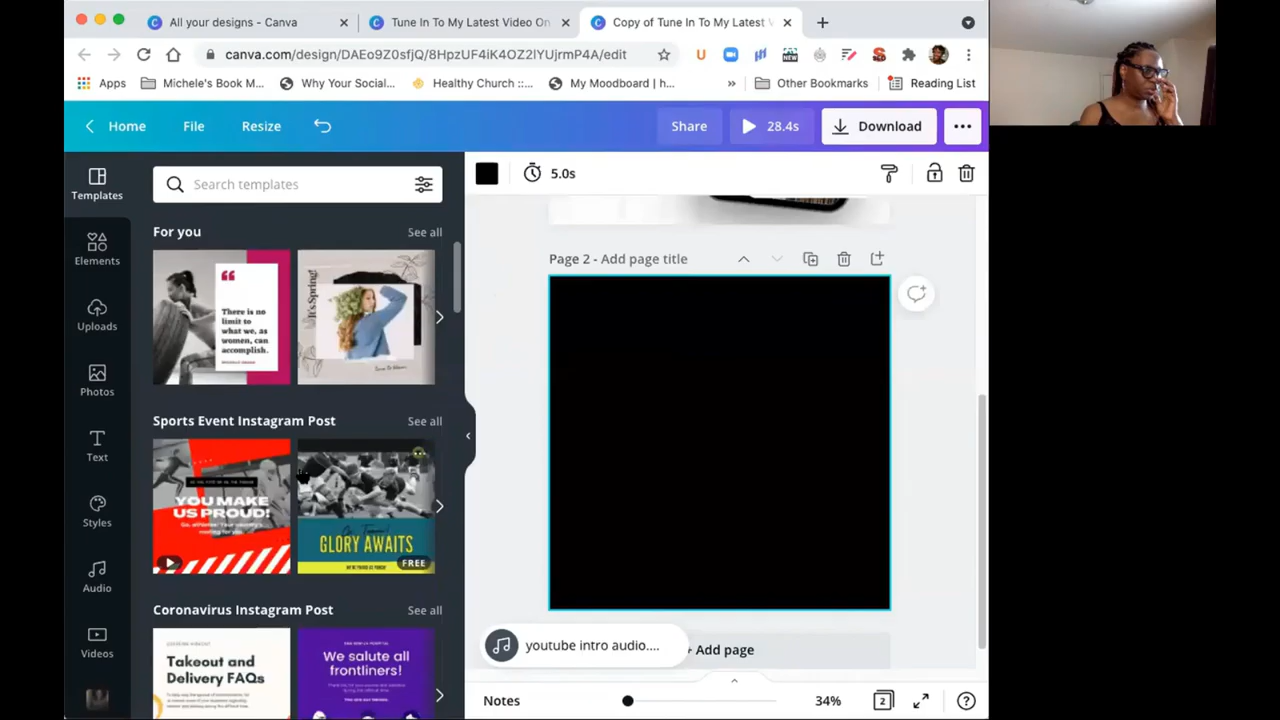 All your designs - Canva
Tune In To My Latest Video On
Copy of Tune In To My Latest V
canva.com/design/DAEo9Z0sfjQ/8HpzUF4iK4OZ2lYUjrmP4A/edit
Apps
Michele's Book M...
Why Your Social...
Healthy Church ::...
My Moodboard | h...
»
Other Bookmarks
Reading List
Home
File
Resize
Share
28.4s
Download
Templates
Elements
Uploads
Photos
Text
Styles
Audio
Videos
Search templates
5.0s
For you
See all
There is no
limit to
what we, as
women, can
accomplish.
It's Spring!
Sports Event Instagram Post
See all
YOU MAKE
US PROUD!
GLORY AWAITS
FREE
Coronavirus Instagram Post
See all
Takeout and
Delivery FAQs
We salute all
frontliners!
Page 2 - Add page title
youtube intro audio....
+ Add page
Notes
34%
2
NEW